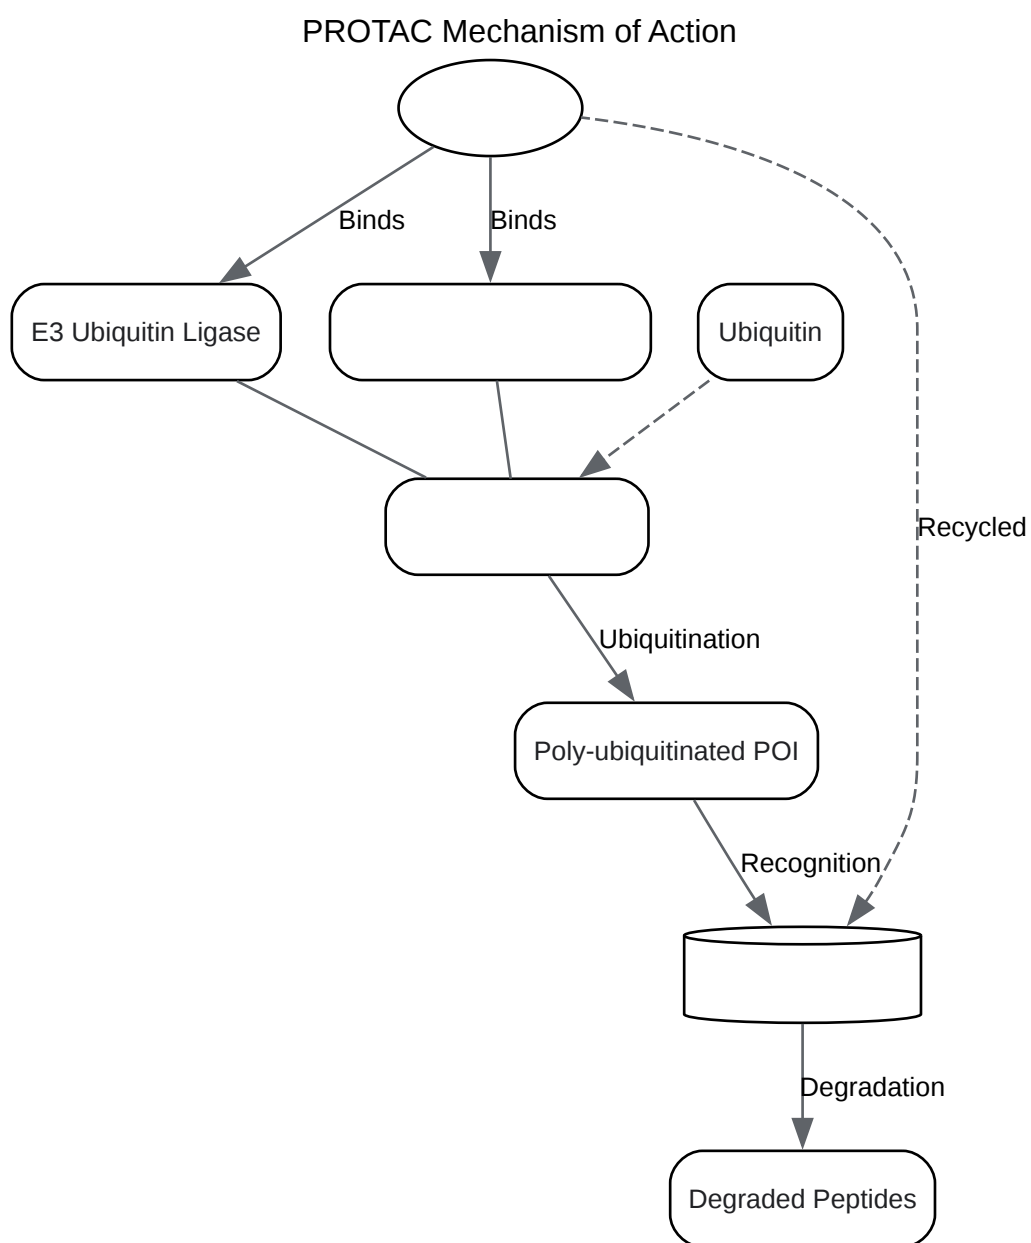 PROTAC Mechanism of Action
Binds
Binds
E3 Ubiquitin Ligase
Ubiquitin
Recycled
Ubiquitination
Poly-ubiquitinated POI
Recognition
Degradation
Degraded Peptides